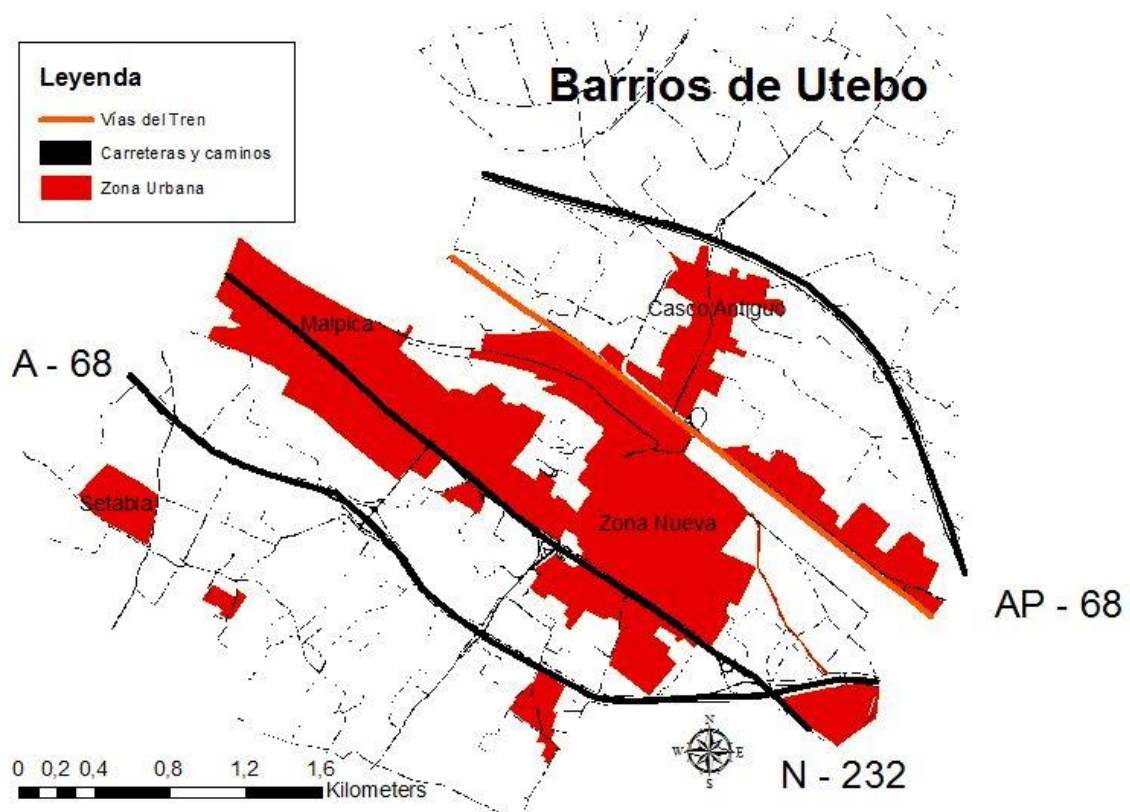 Leyenda
Vías del Tren
Carreteras y caminos
Zona Urbana
Barrios de Utebo
Casco Antiguo
Malpica
A - 68
Setabia
Zona Nueva
AP - 68
N
W E
S
N - 232
0 0,2 0,4 0,8 1,2 1,6
Kilometers